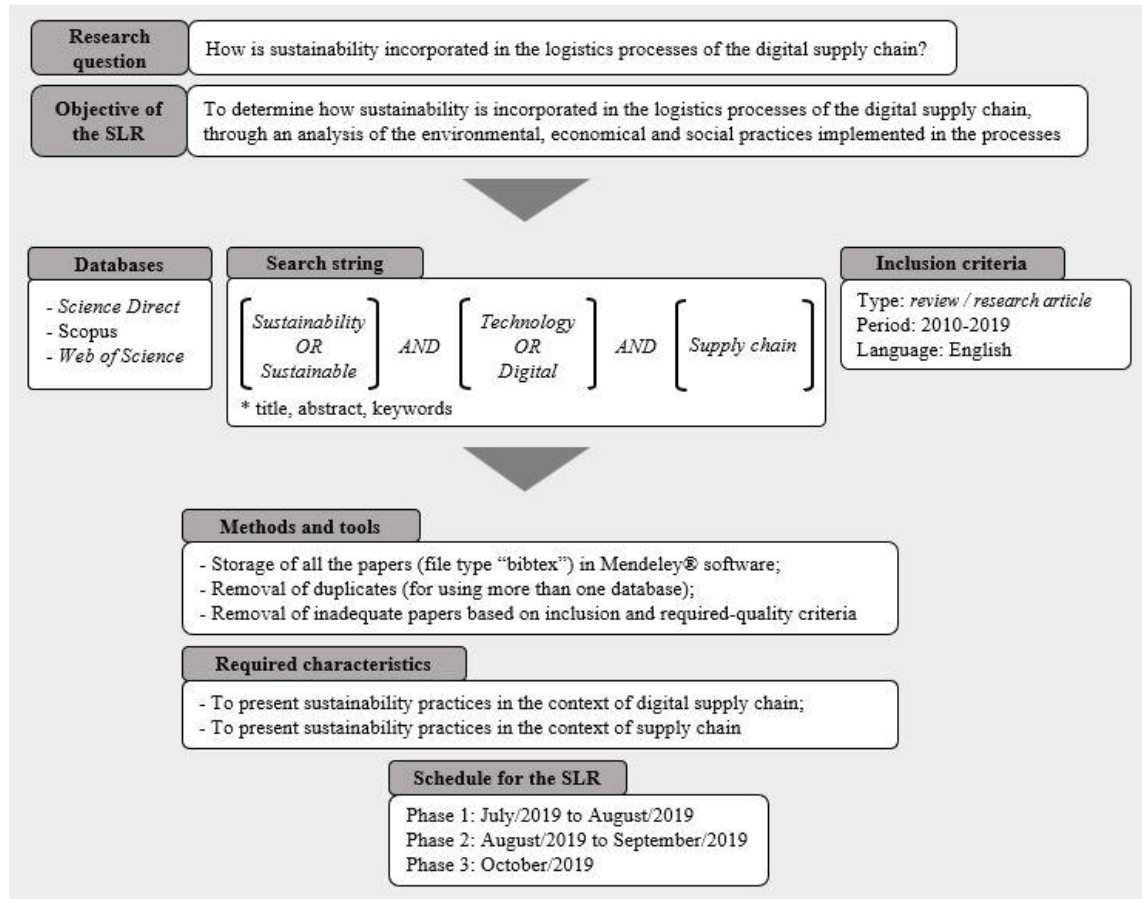 Research
question
How is sustainability incorporated in the logistics processes of the digital supply chain?
Objective of
the SLR
To determine how sustainability is incorporated in the logistics processes of the digital supply chain,
through an analysis of the environmental, economical and social practices implemented in the processes
Databases
- Science Direct
- Scopus
- Web of Science
Search string
Sustainability
OR
Sustainable
AND
Technology
OR
Digital
AND
Supply chain
* title, abstract, keywords
Inclusion criteria
Type: review / research article
Period: 2010-2019
Language: English
Methods and tools
- Storage of all the papers (file type “bibtex”) in Mendeley® software;
- Removal of duplicates (for using more than one database);
- Removal of inadequate papers based on inclusion and required-quality criteria
Required characteristics
- To present sustainability practices in the context of digital supply chain;
- To present sustainability practices in the context of supply chain
Schedule for the SLR
Phase 1: July/2019 to August/2019
Phase 2: August/2019 to September/2019
Phase 3: October/2019